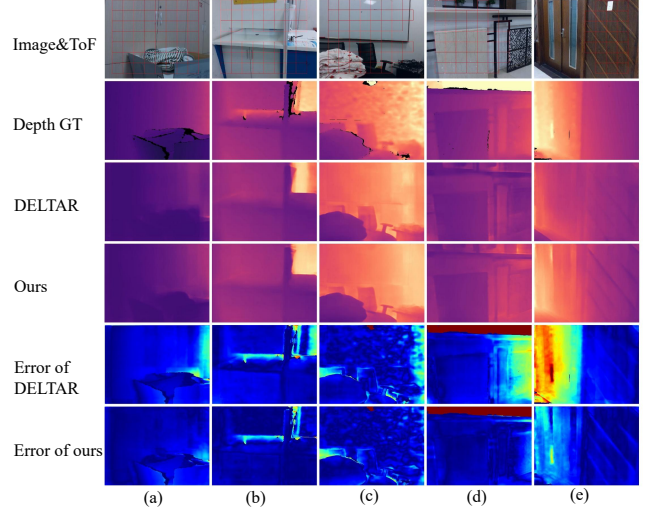 Image&ToF
Depth GT
DELTAR
Ours
Error of
DELTAR
Error of ours
(a) (b) (c) (d) (e)